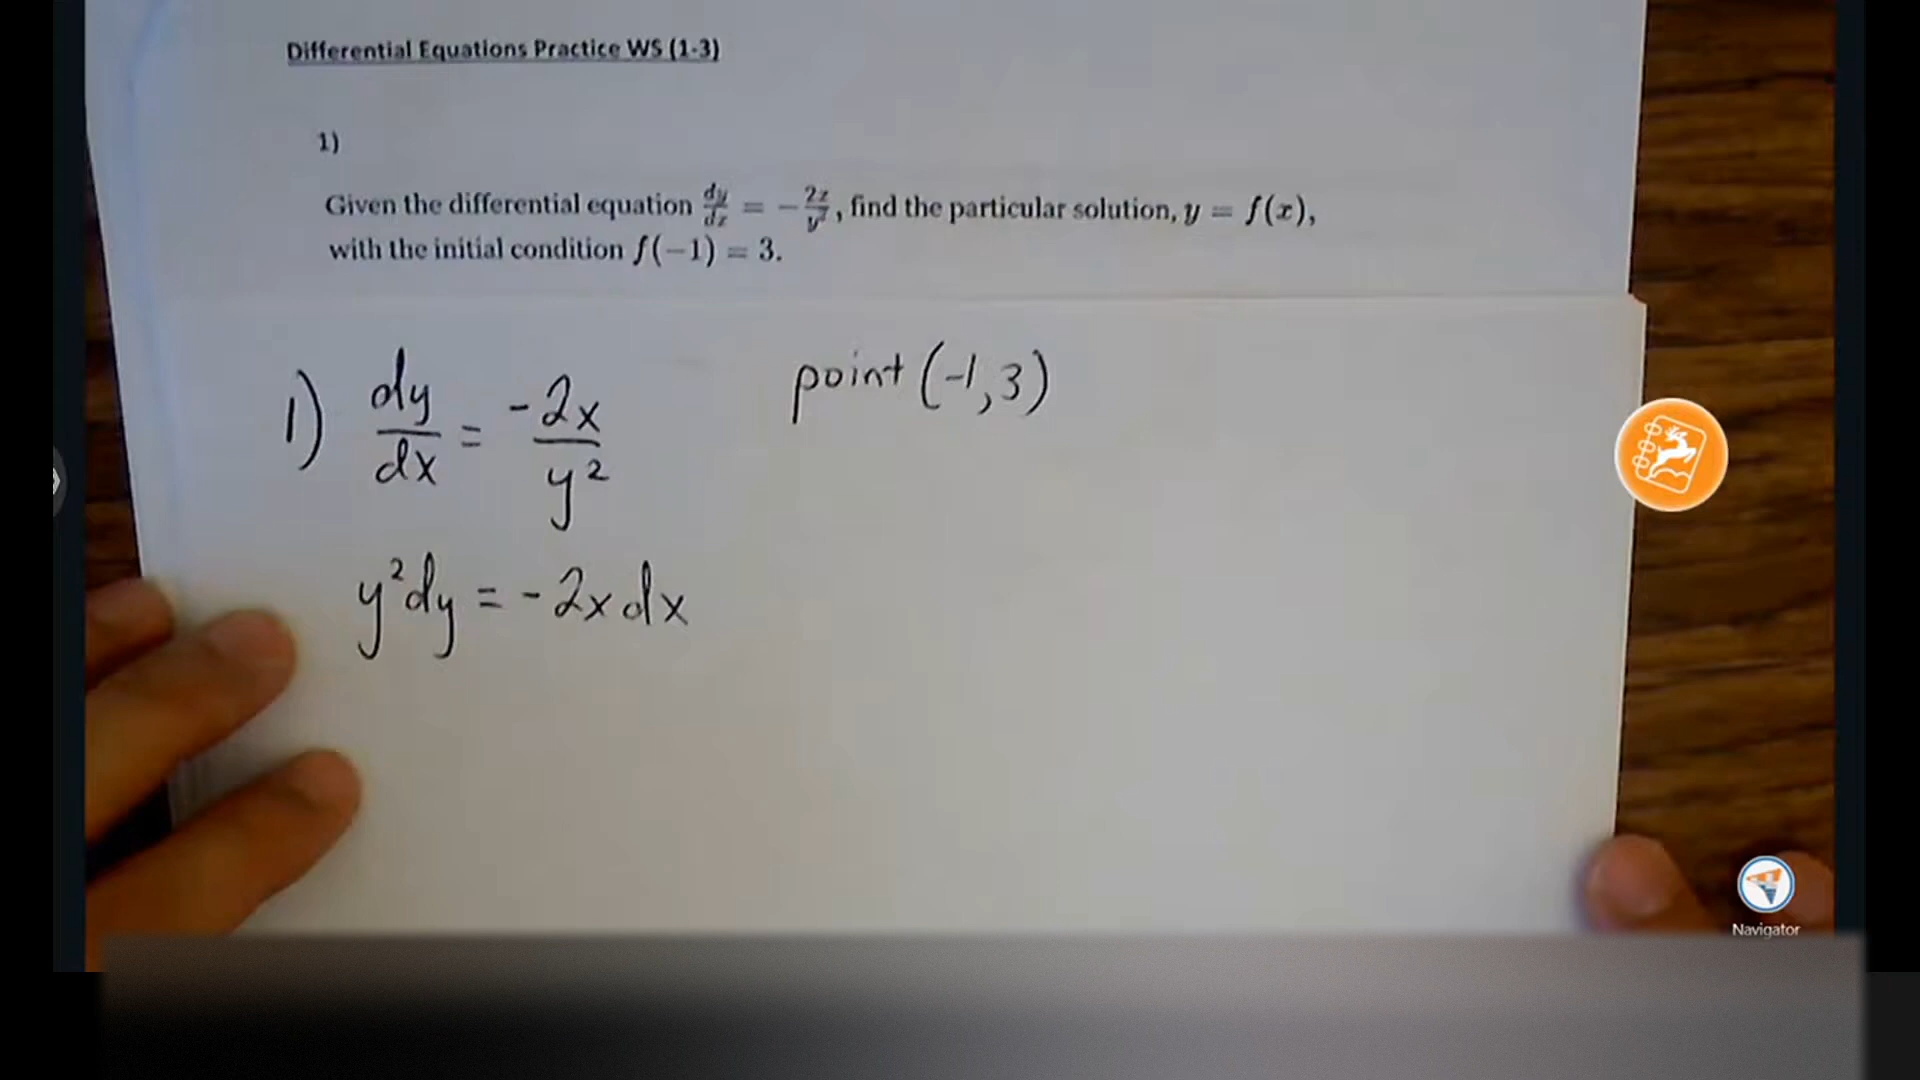 Differential Equations Practice WS (1-3)
1)
Given the differential equation dy/dx = - 2x/y², find the particular solution, y = f(x),
with the initial condition f(-1) = 3.
1) dy/dx = -2x/y² point (-1,3)
y²dy = -2x dx
Navigator